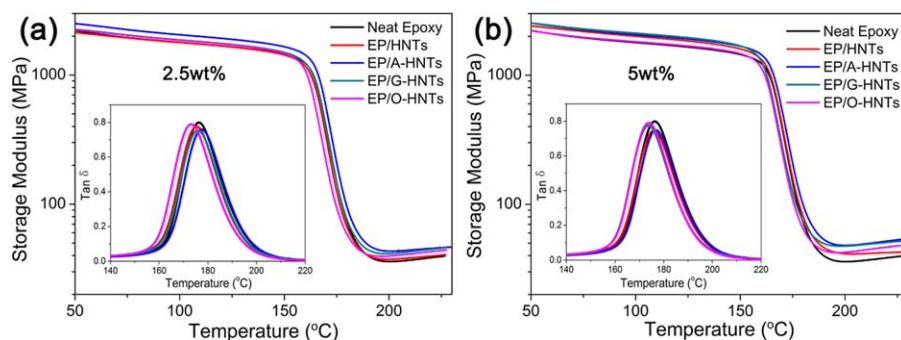 (a)
Neat Epoxy
EP/HNTs
EP/A-HNTs
EP/G-HNTs
EP/O-HNTs
2.5wt%
Storage Modulus (MPa)
1000
100
Tan δ
0.8
0.6
0.4
0.2
0.0
140 160 180 200 220
Temperature (°C)
50 100 150 200
Temperature (°C)
(b)
Neat Epoxy
EP/HNTs
EP/A-HNTs
EP/G-HNTs
EP/O-HNTs
5wt%
Storage Modulus (MPa)
1000
100
Tan δ
0.8
0.6
0.4
0.2
0.0
140 160 180 200 220
Temperature (°C)
50 100 150 200
Temperature (°C)